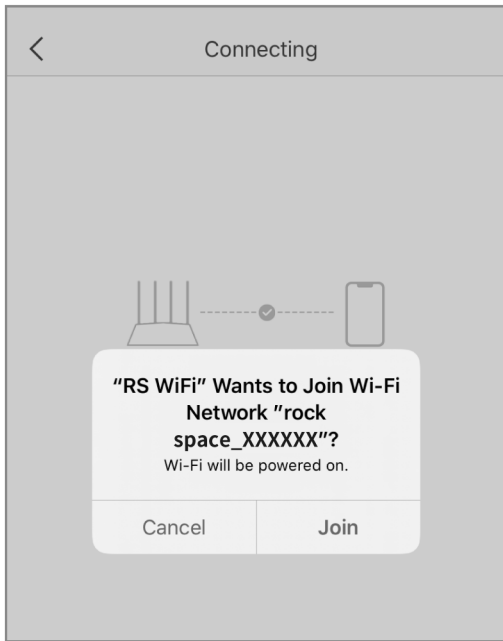 Connecting
“RS WiFi” Wants to Join Wi-Fi
Network "rock
space_XXXXXX"?
Wi-Fi will be powered on.
Cancel Join